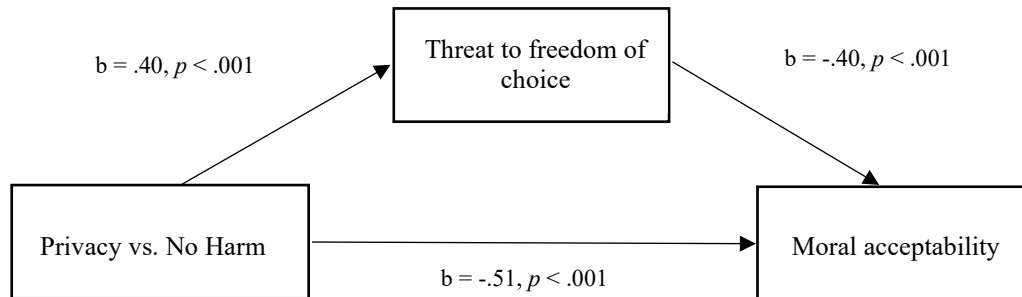 Threat to freedom of
choice
b = .40, p < .001
b = -.40, p < .001
Privacy vs. No Harm
Moral acceptability
b = -.51, p < .001